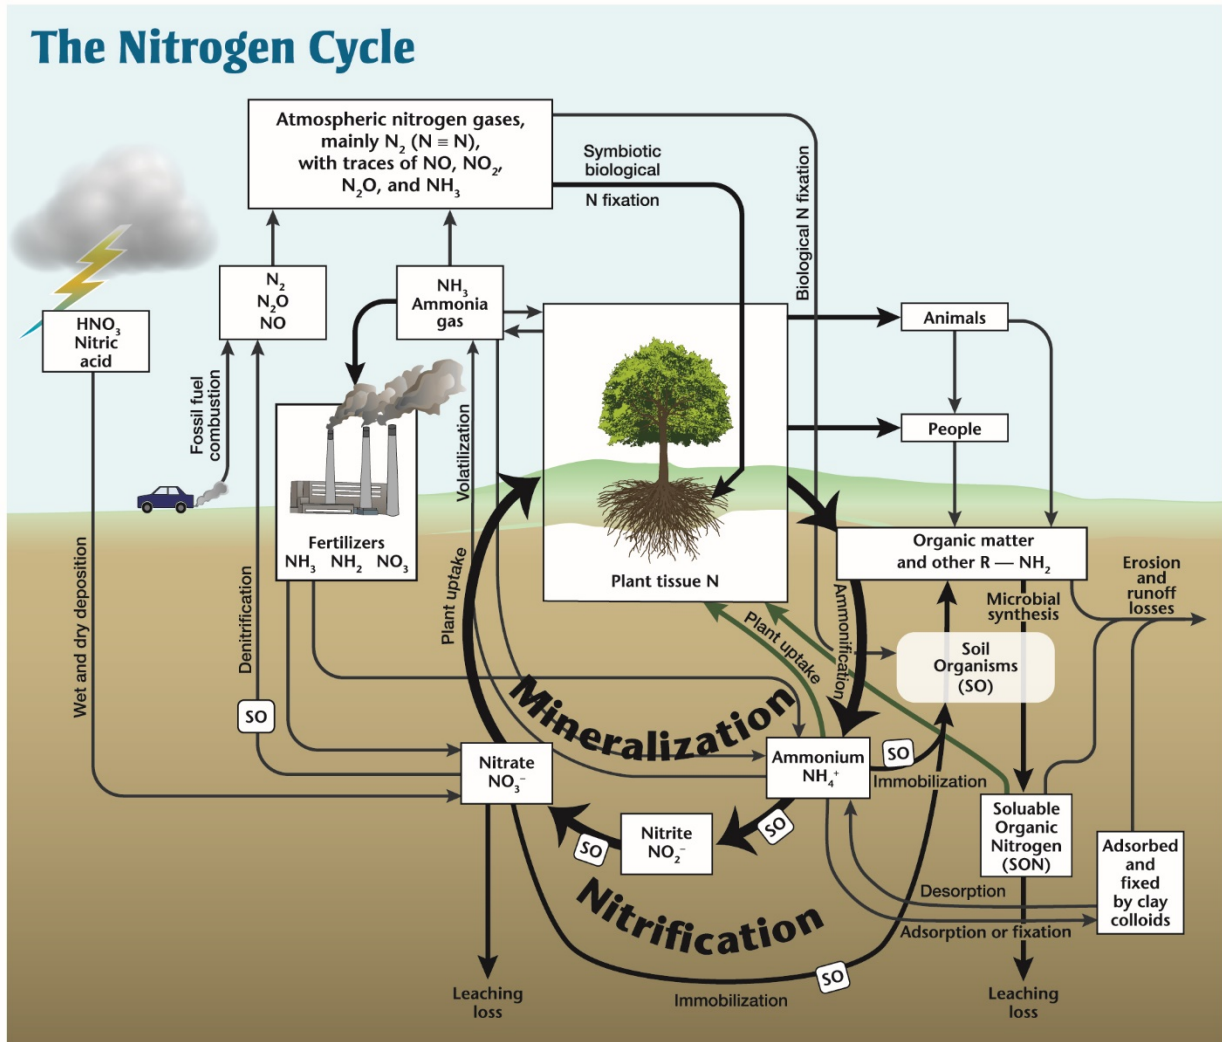 The Nitrogen Cycle
Atmospheric nitrogen gases,
mainly N₂ (N ≡ N),
with traces of NO, NO₂,
N₂O, and NH₃
Symbiotic
biological
N fixation
Biological N fixation
HNO₃
Nitric
acid
N₂
N₂O
NO
NH₃
Ammonia
gas
Animals
People
Fossil fuel
combustion
Volatilization
Fertilizers
NH₃ NH₂ NO₃
Plant tissue N
Organic matter
and other R — NH₂
Erosion and
runoff
losses
Microbial
synthesis
Wet and dry deposition
Denitrification
Plant uptake
Plant uptake
Ammonification
Soil
Organisms
(SO)
SO
Mineralization
Nitrate
NO₃⁻
Ammonium
NH₄⁺
SO
Immobilization
SO
Nitrite
NO₂⁻
SO
Soluable
Organic
Nitrogen
(SON)
Adsorbed
and
fixed
by clay
colloids
Desorption
Adsorption or fixation
Nitrification
SO
Immobilization
Leaching
loss
Leaching
loss